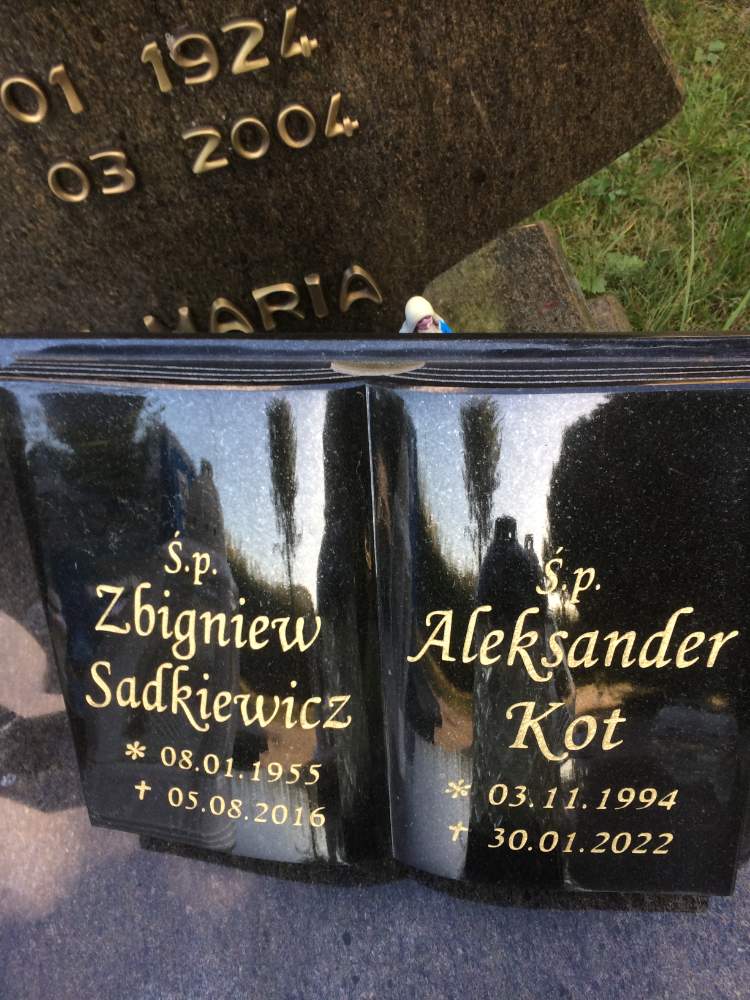 01 1924
03 2004
MARIA
Ś.p.
Zbigniew
Sadkiewicz
* 08.01.1955
† 05.08.2016
Ś.p.
Aleksander
Kot
* 03.11.1994
† 30.01.2022